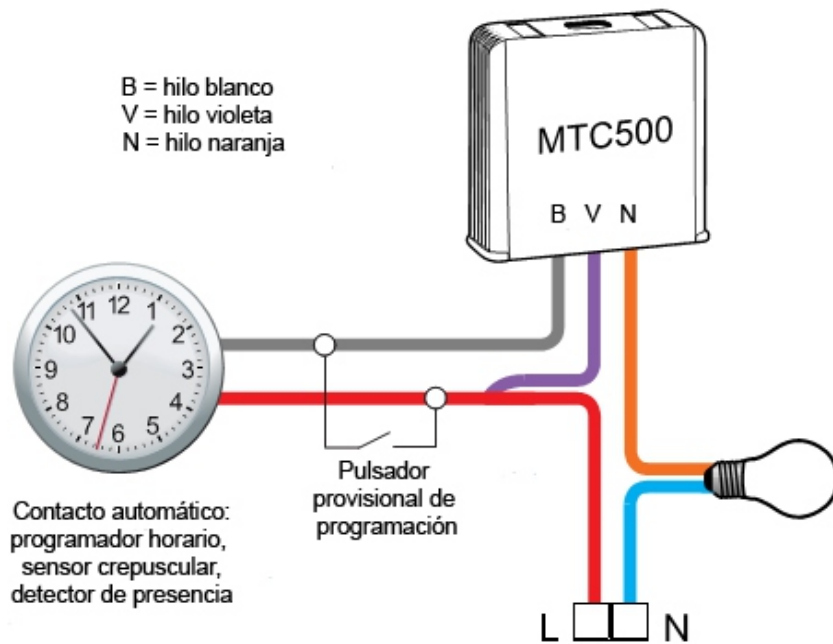 B = hilo blanco
V = hilo violeta
N = hilo naranja
MTC500
B V N
12
11 1
10 2
9 3
8 4
7 5
6
Pulsador
provisional de
programación
Contacto automático:
programador horario,
sensor crepuscular,
detector de presencia
L N